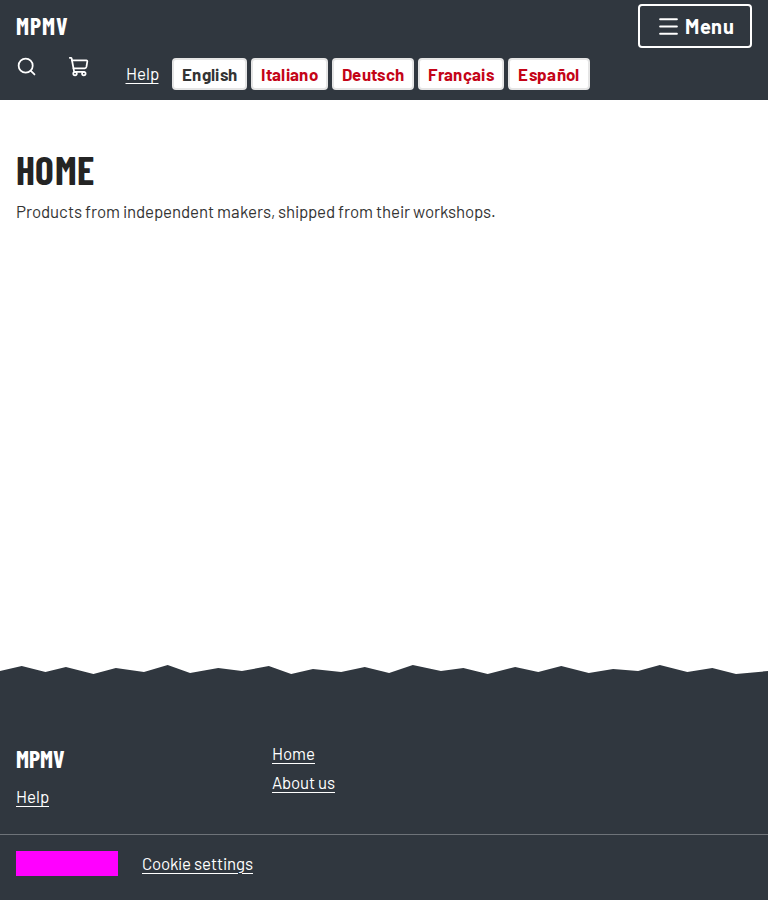 MPMV
Menu
Help English Italiano Deutsch Français Español
HOME
Products from independent makers, shipped from their workshops.
MPMV
Help
Home
About us
Cookie settings